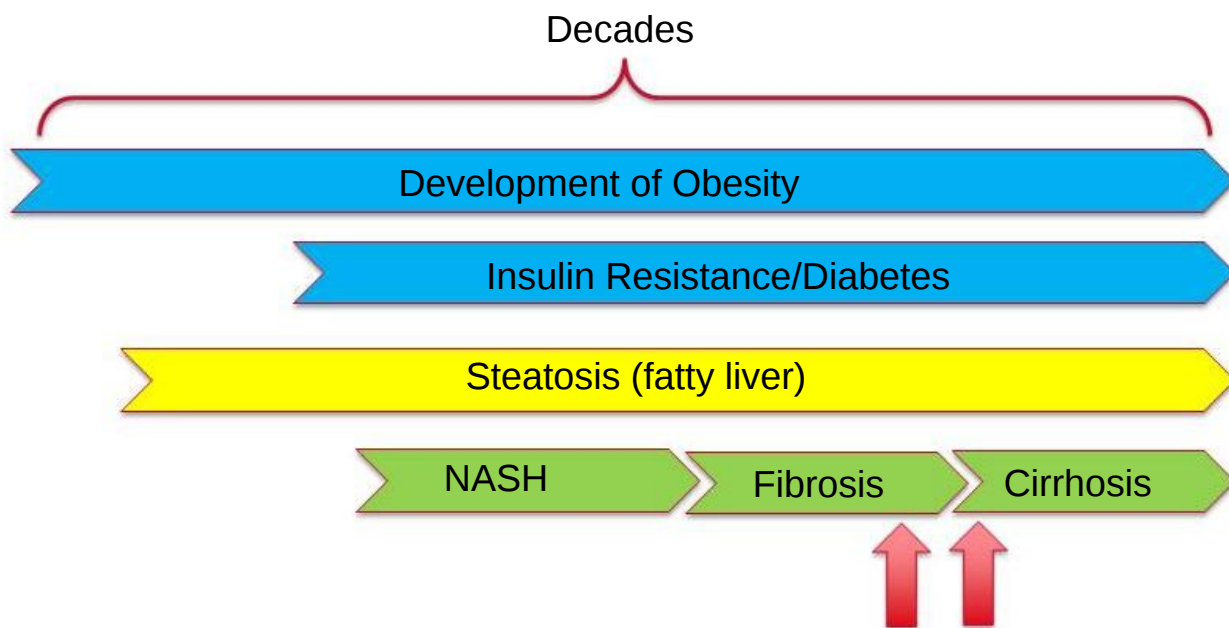 Decades
Development of Obesity
Insulin Resistance/Diabetes
Steatosis (fatty liver)
NASH
Fibrosis
Cirrhosis